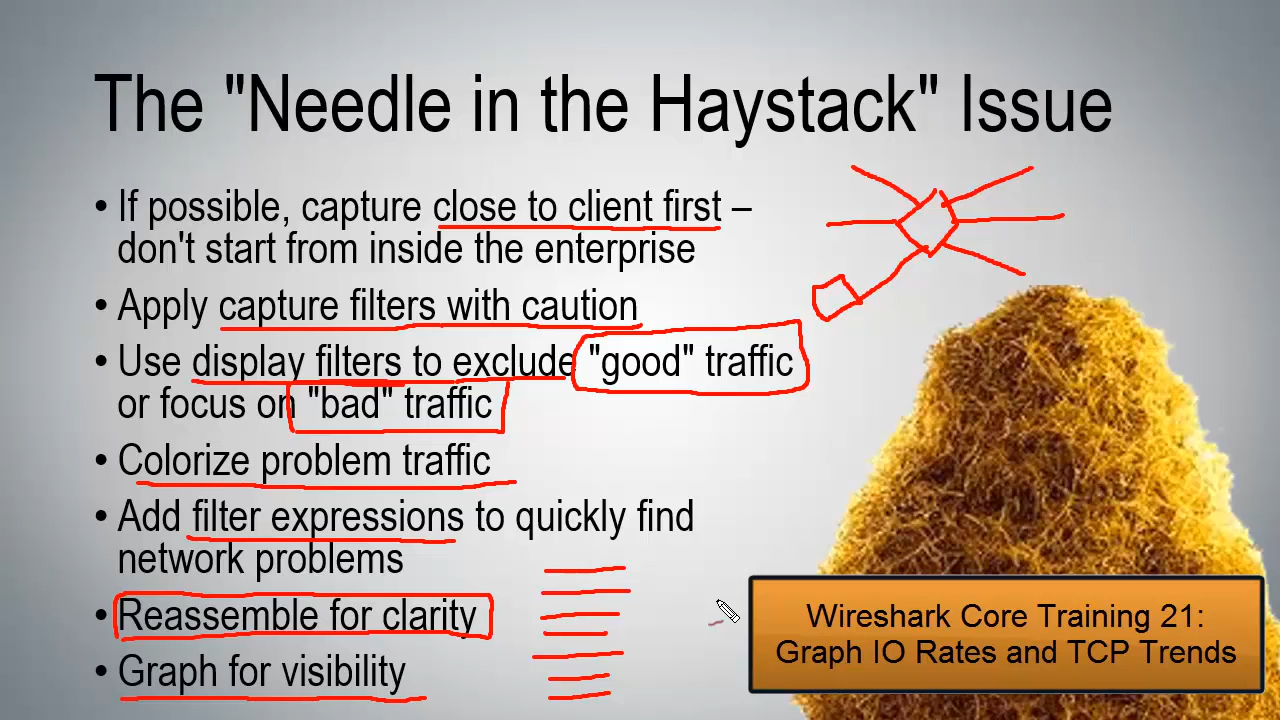 The "Needle in the Haystack" Issue
• If possible, capture close to client first –
don't start from inside the enterprise
• Apply capture filters with caution
• Use display filters to exclude "good" traffic
or focus on "bad" traffic
• Colorize problem traffic
• Add filter expressions to quickly find
network problems
• Reassemble for clarity
• Graph for visibility
Wireshark Core Training 21:
Graph IO Rates and TCP Trends